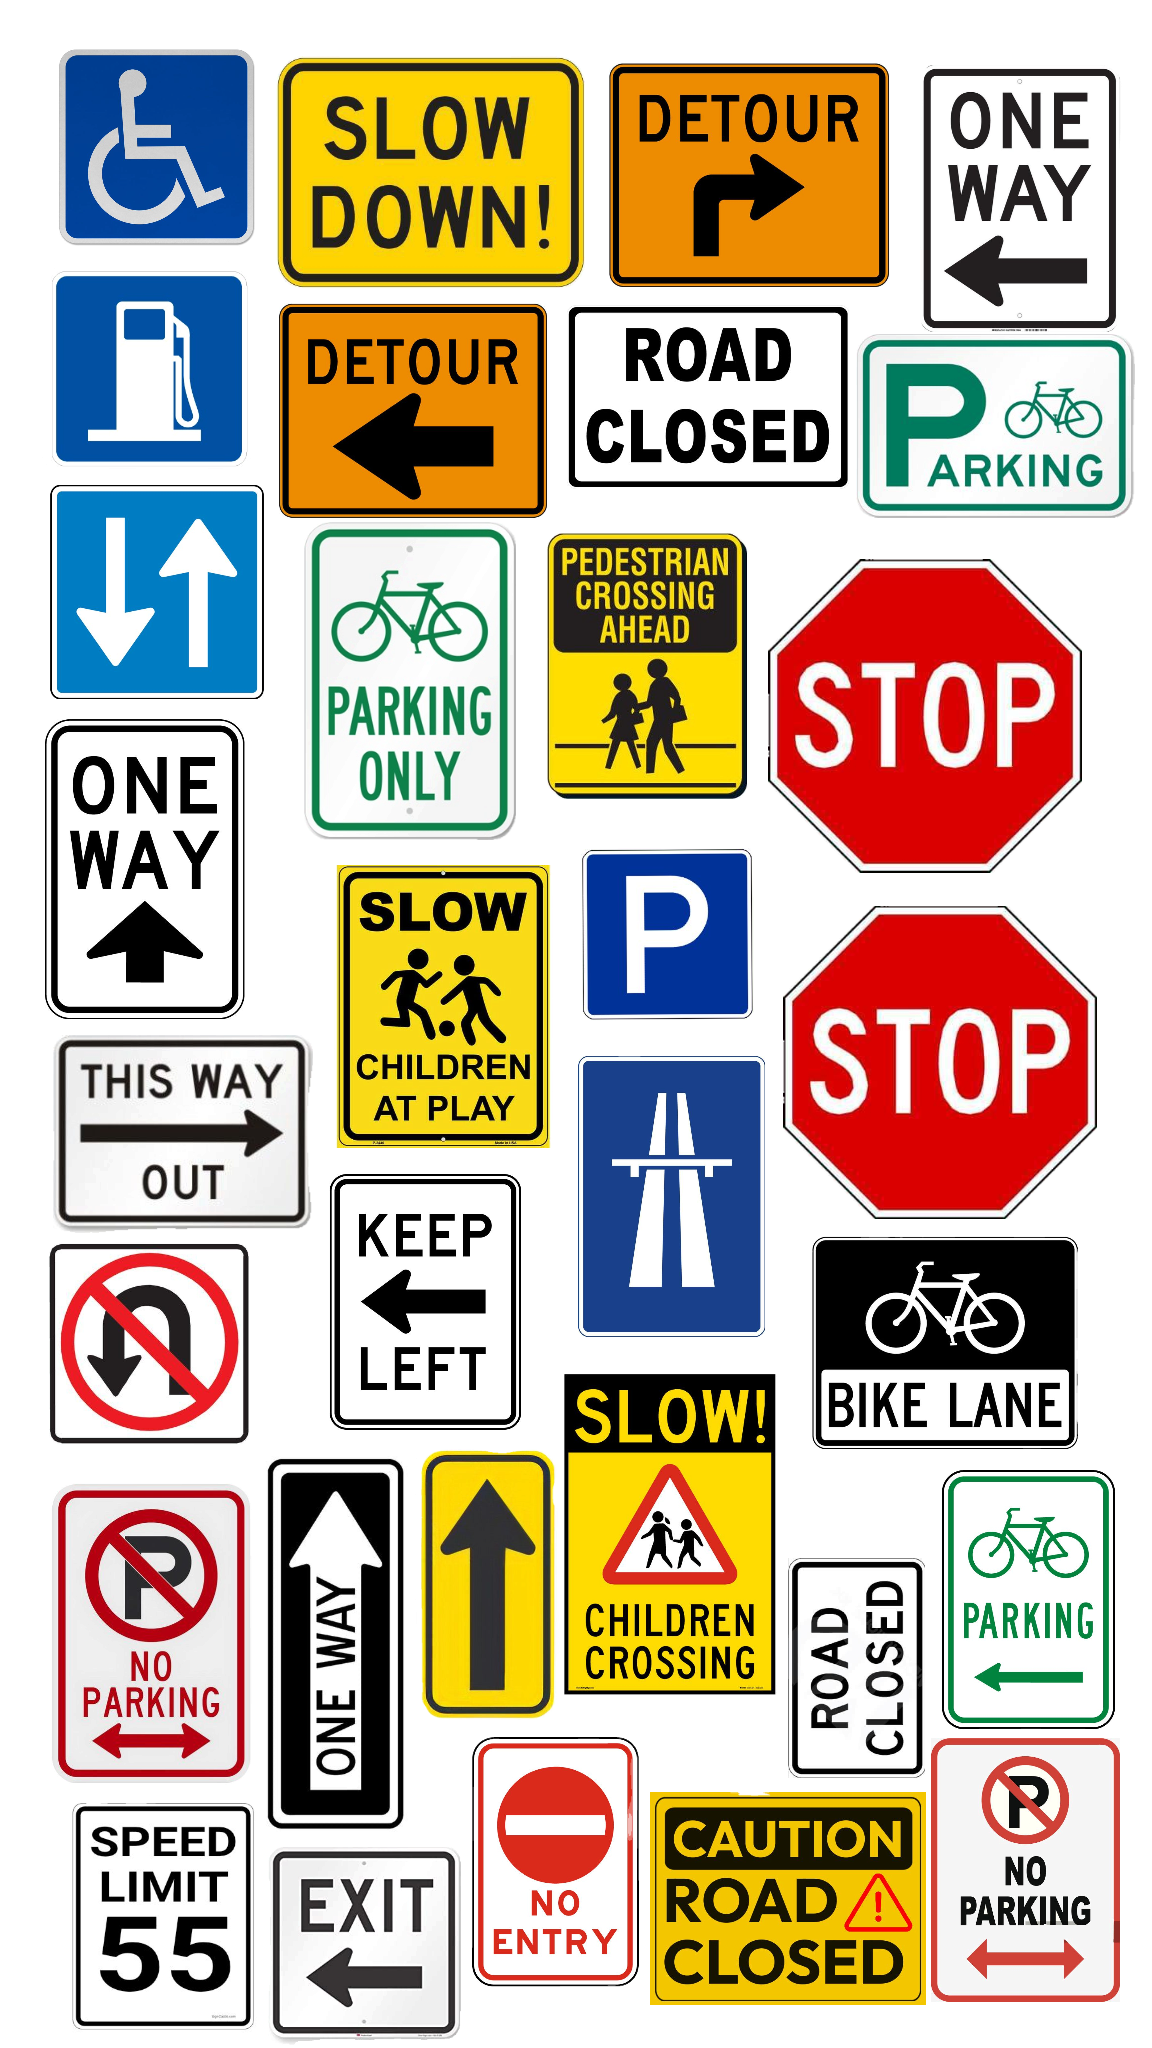 SLOW
DOWN!
DETOUR
ONE
WAY
DETOUR
ROAD
CLOSED
PARKING
PARKING
ONLY
PEDESTRIAN
CROSSING
AHEAD
STOP
ONE
WAY
SLOW
CHILDREN
AT PLAY
P
STOP
THIS WAY
OUT
KEEP
LEFT
BIKE LANE
SLOW!
CHILDREN
CROSSING
P
NO
PARKING
ONE WAY
ROAD
CLOSED
PARKING
SPEED
LIMIT
55
EXIT
NO
ENTRY
CAUTION
ROAD
!
CLOSED
P
NO
PARKING